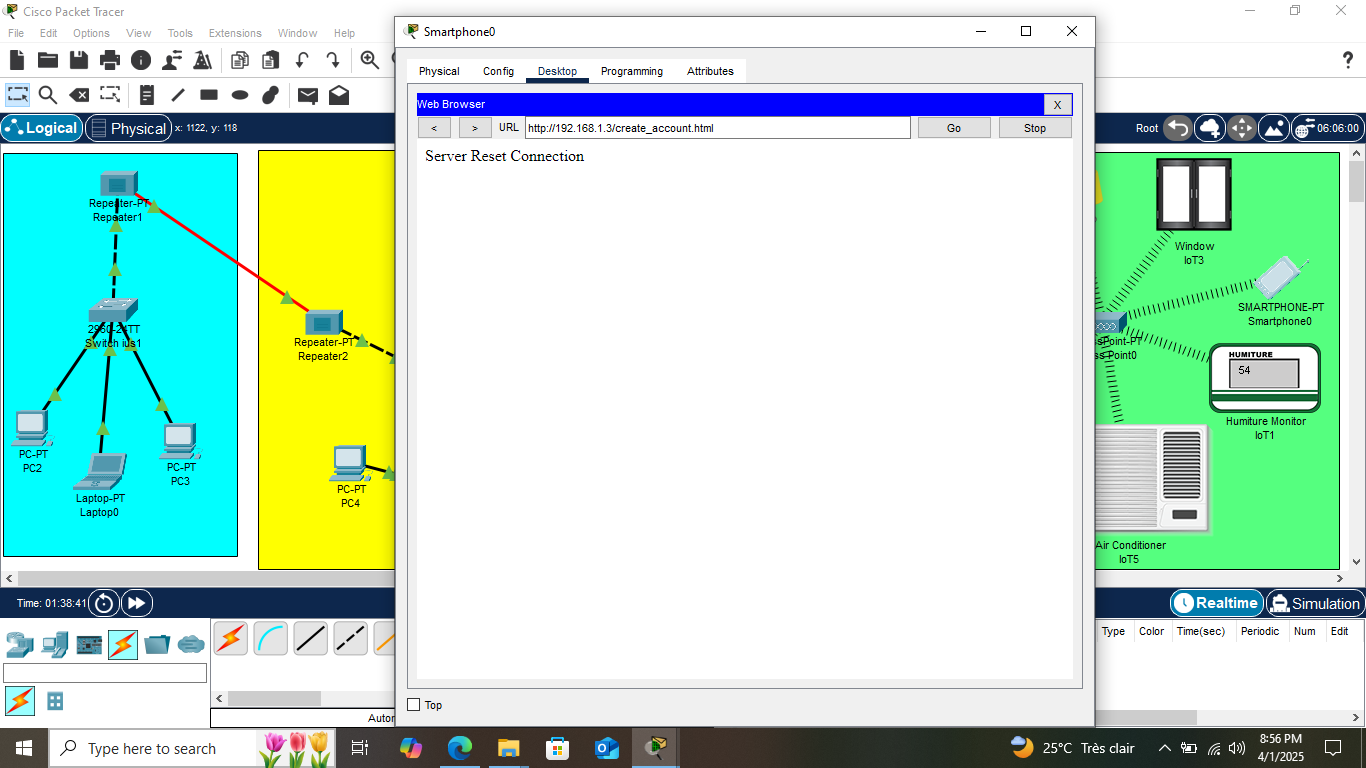 Cisco Packet Tracer
File Edit Options View Tools Extensions Window Help
Logical Physical x: 1122, y: 118
Root 06:06:00
Smartphone0
Physical Config Desktop Programming Attributes
Web Browser X
< > URL http://192.168.1.3/create_account.html Go Stop
Server Reset Connection
Top
Repeater-PT
Repeater1
2960-24TT
Switch ius1
PC-PT
PC2
Laptop-PT
Laptop0
PC-PT
PC3
Repeater-PT
Repeater2
PC-PT
PC4
Window
IoT3
SMARTPHONE-PT
Smartphone0
ssPoint-PT
ss Point0
HUMITURE
54
Humiture Monitor
IoT1
Air Conditioner
IoT5
Time: 01:38:41
Realtime Simulation
Type Color Time(sec) Periodic Num Edit
Autor
Type here to search
25°C Très clair
8:56 PM
4/1/2025